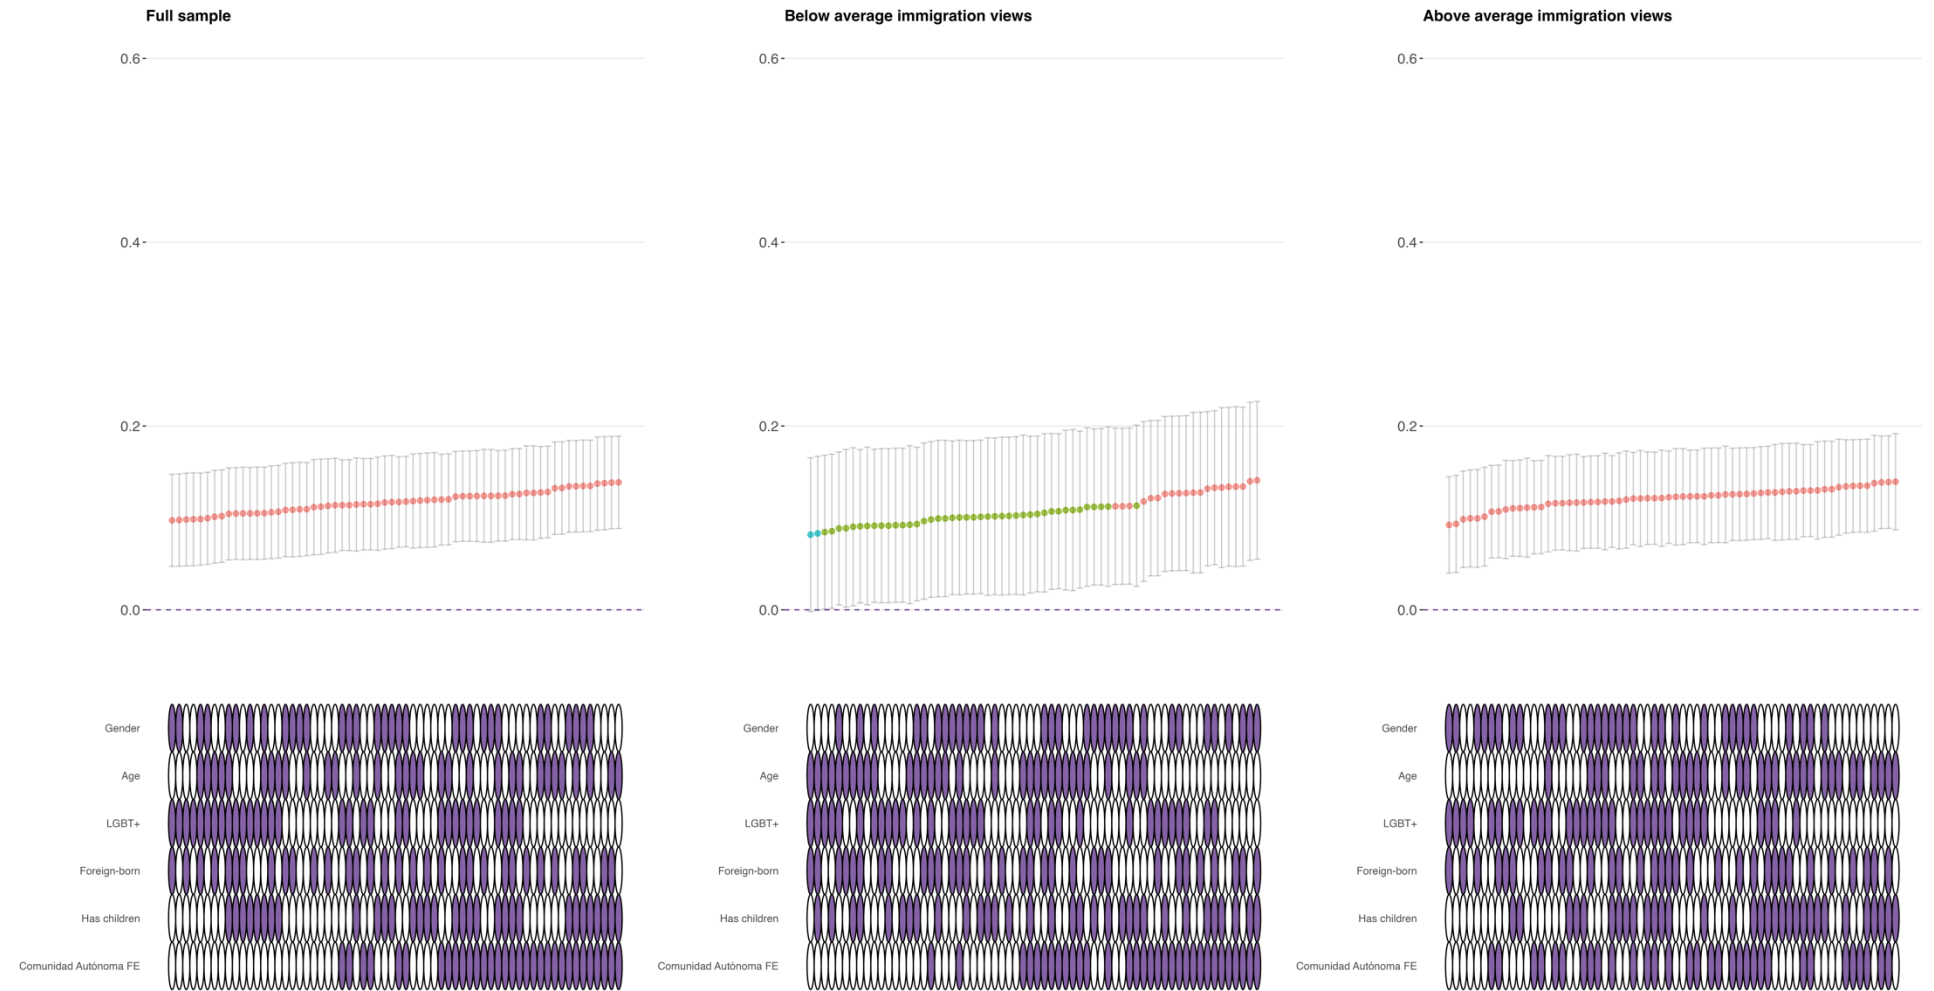 Full sample
0.6
0.4
0.2
0.0
Gender
Age
LGBT+
Foreign-born
Has children
Comunidad Autónoma FE
Below average immigration views
0.6
0.4
0.2
0.0
Gender
Age
LGBT+
Foreign-born
Has children
Comunidad Autónoma FE
Above average immigration views
0.6
0.4
0.2
0.0
Gender
Age
LGBT+
Foreign-born
Has children
Comunidad Autónoma FE